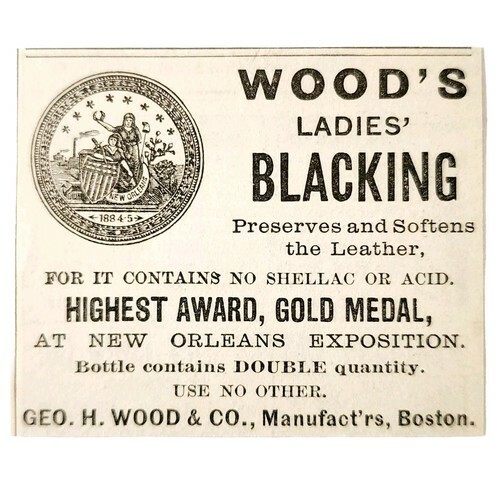 WOOD'S
LADIES'
BLACKING
Preserves and Softens
the Leather,
NEW ORLEANS
1884-5
FOR IT CONTAINS NO SHELLAC OR ACID.
HIGHEST AWARD, GOLD MEDAL,
AT NEW ORLEANS EXPOSITION.
Bottle contains DOUBLE quantity.
USE NO OTHER.
GEO. H. WOOD & CO., Manufact'rs, Boston.